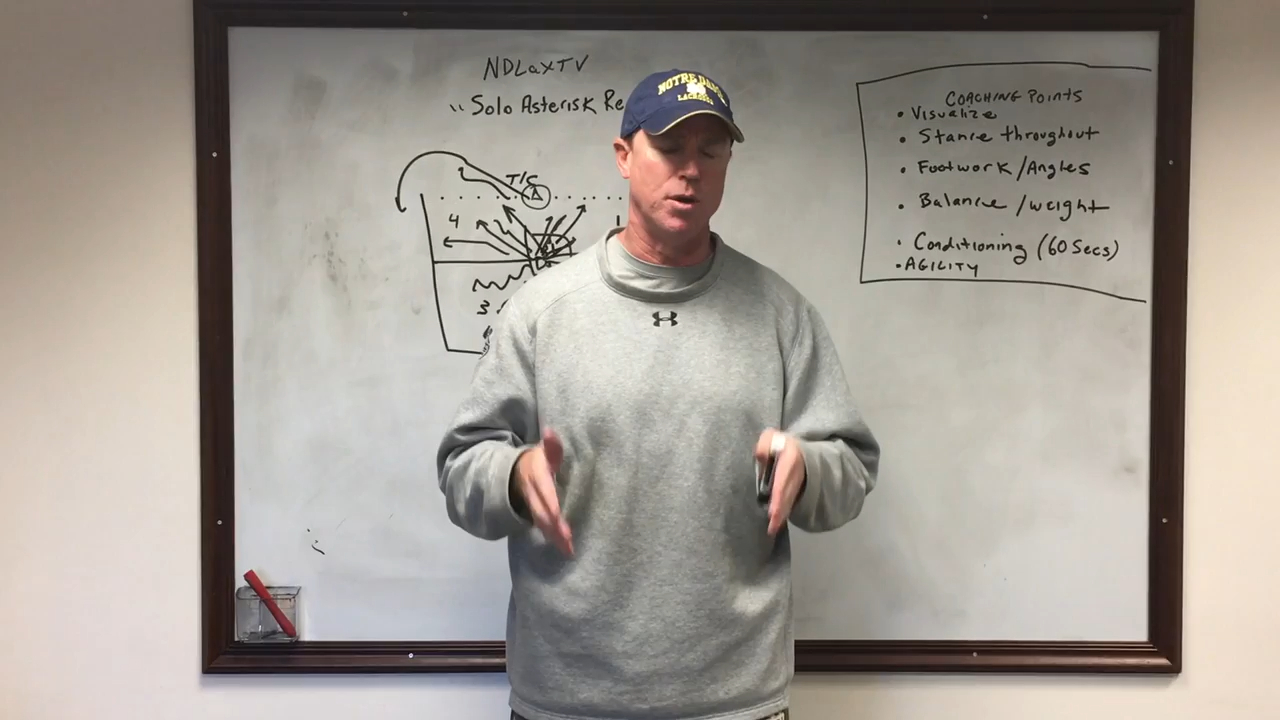 NDLaxTV
"Solo Asterisk Re
T/C
4
3
1
NOTRE DAME
LACROSSE
COACHING POINTS
• Visualize
• Stance throughout
• Footwork/Angles
• Balance/weight
• Conditioning (60 Secs)
• AGILITY